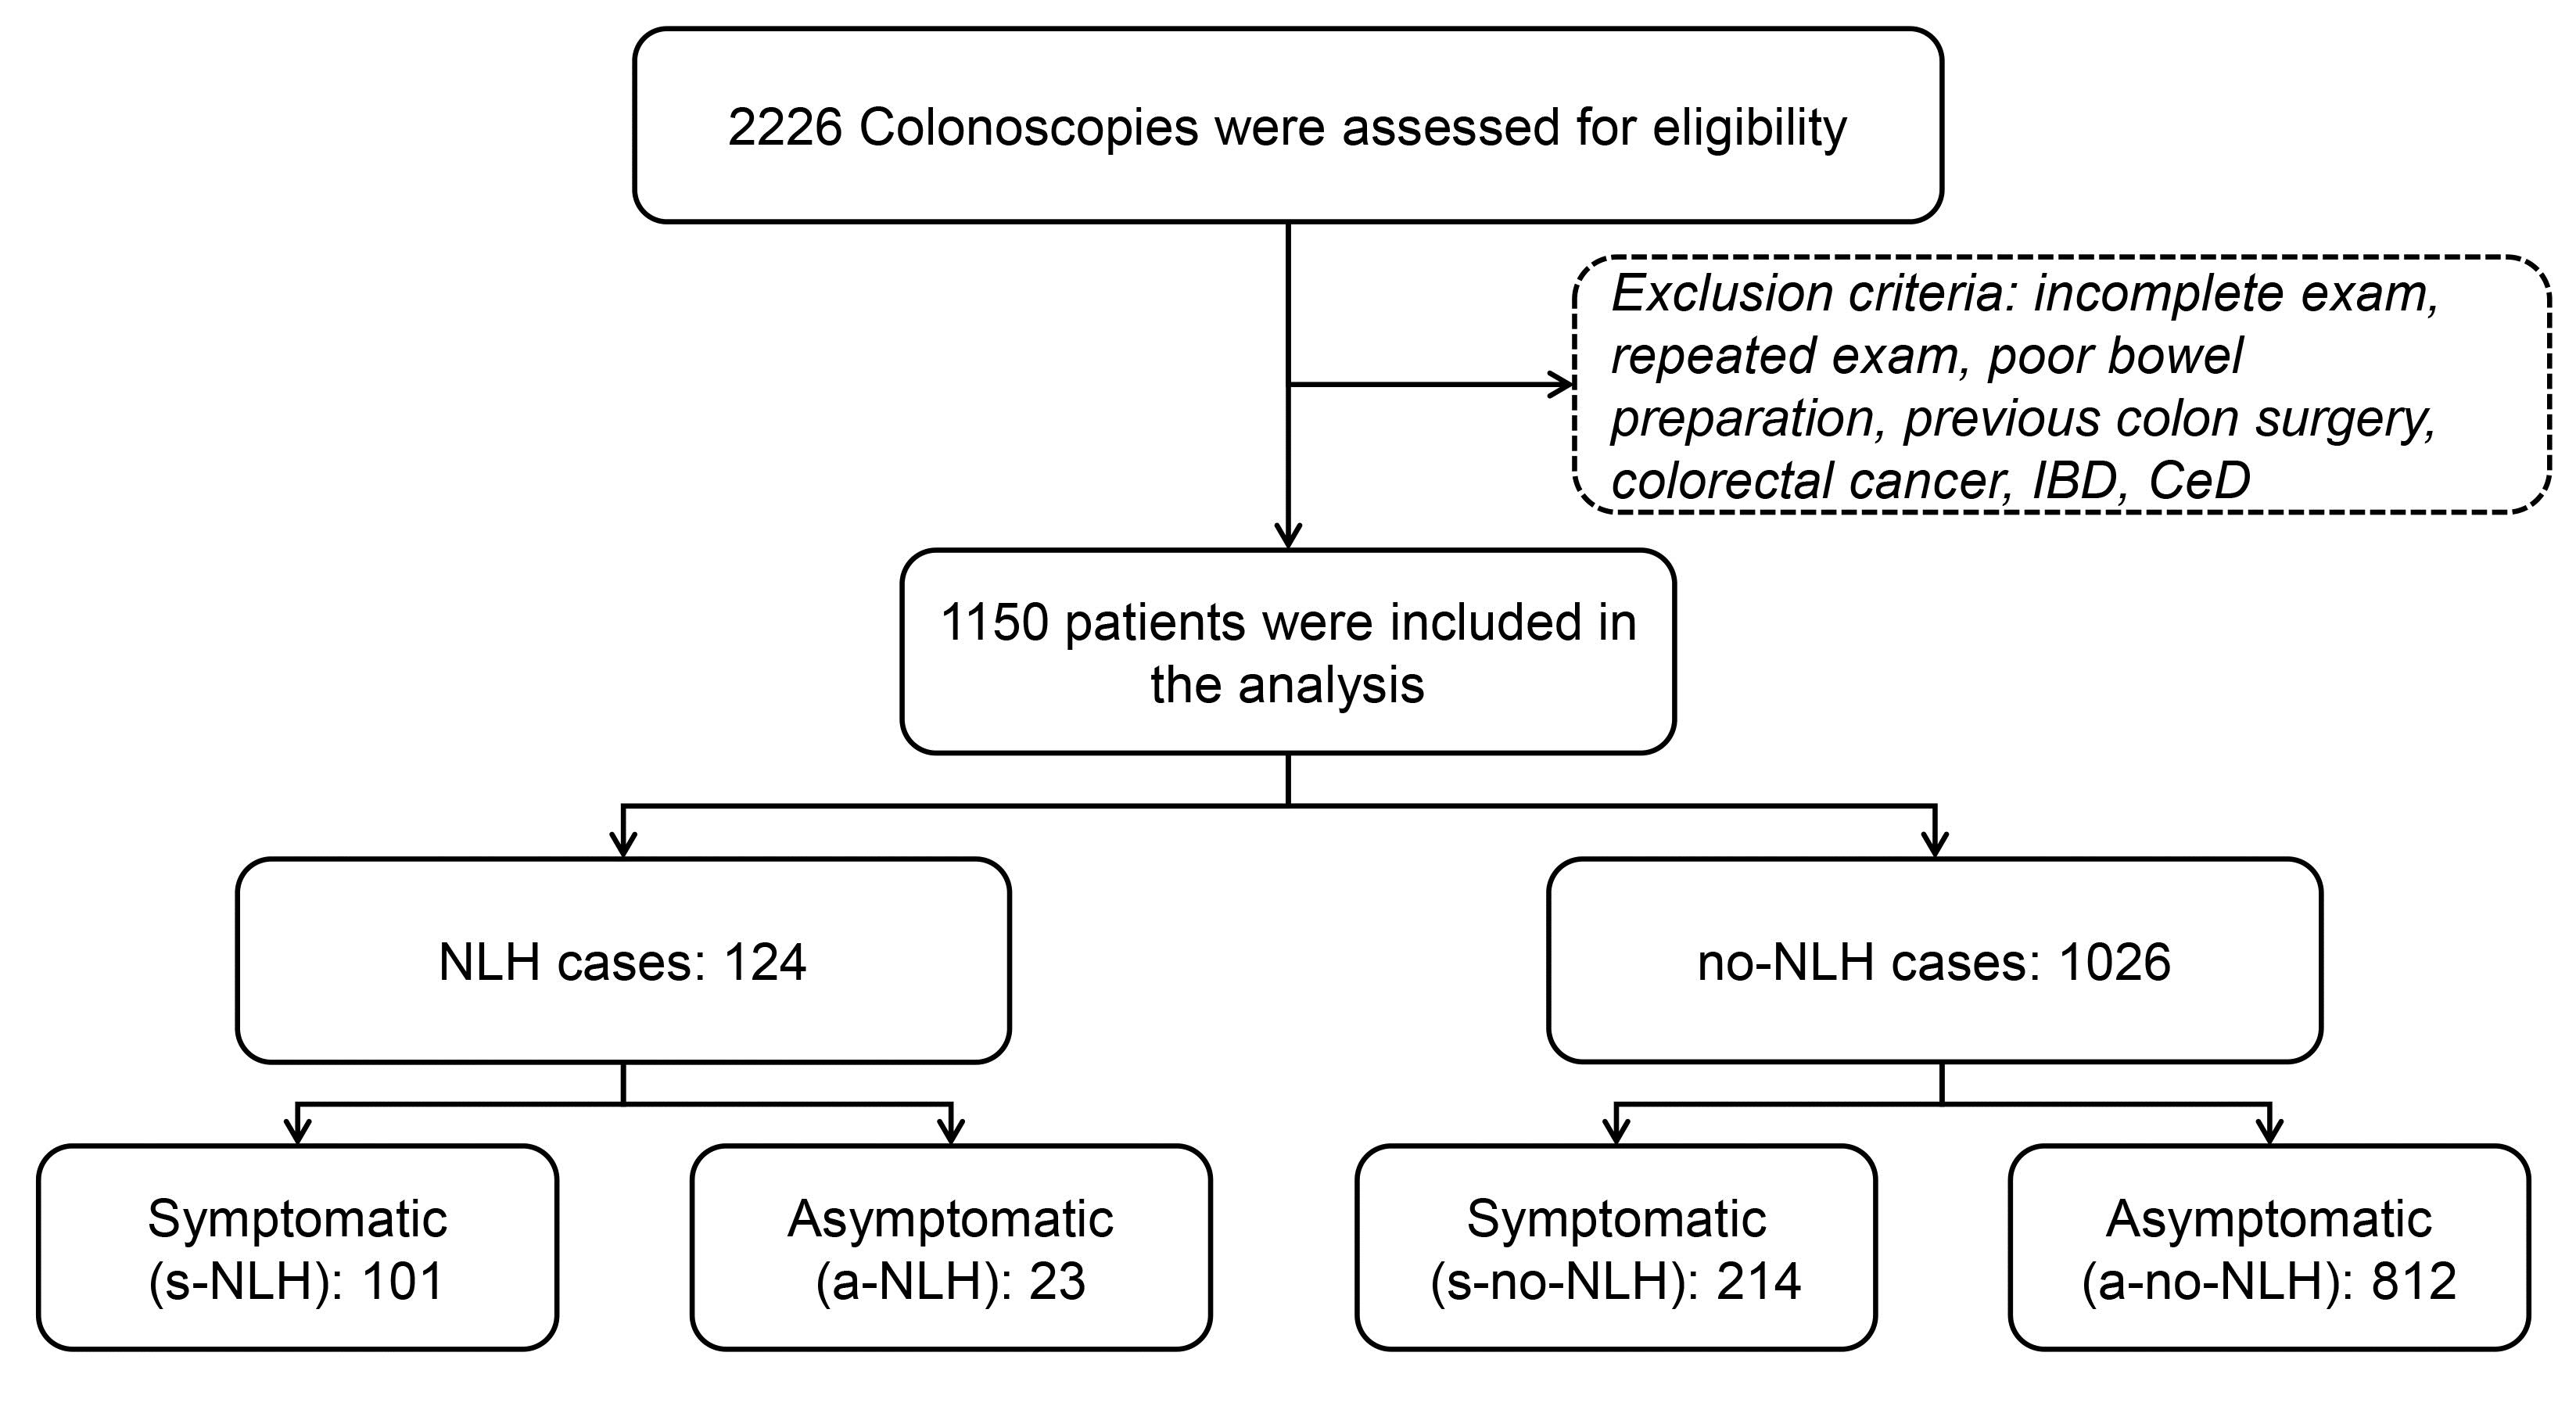 2226 Colonoscopies were assessed for eligibility
Exclusion criteria: incomplete exam,
repeated exam, poor bowel
preparation, previous colon surgery,
colorectal cancer, IBD, CeD
1150 patients were included in
the analysis
NLH cases: 124
no-NLH cases: 1026
Symptomatic
(s-NLH): 101
Asymptomatic
(a-NLH): 23
Symptomatic
(s-no-NLH): 214
Asymptomatic
(a-no-NLH): 812